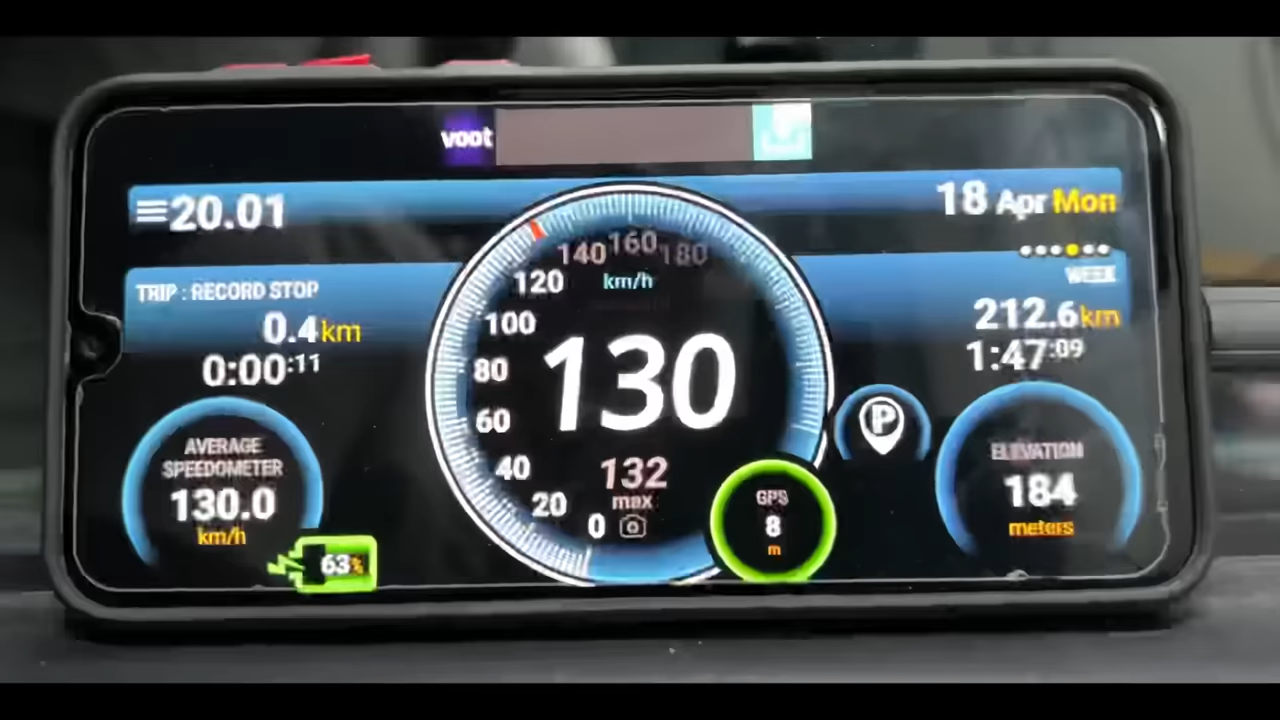 voot
20.01
18 Apr Mon
TRIP : RECORD STOP
0.4km
0:00:11
WEEK
212.6km
1:47:09
140 160 180
120
km/h
100
80
60
40
20
0
130
132
max
AVERAGE
SPEEDOMETER
130.0
km/h
63%
GPS
8
m
P
ELEVATION
184
meters